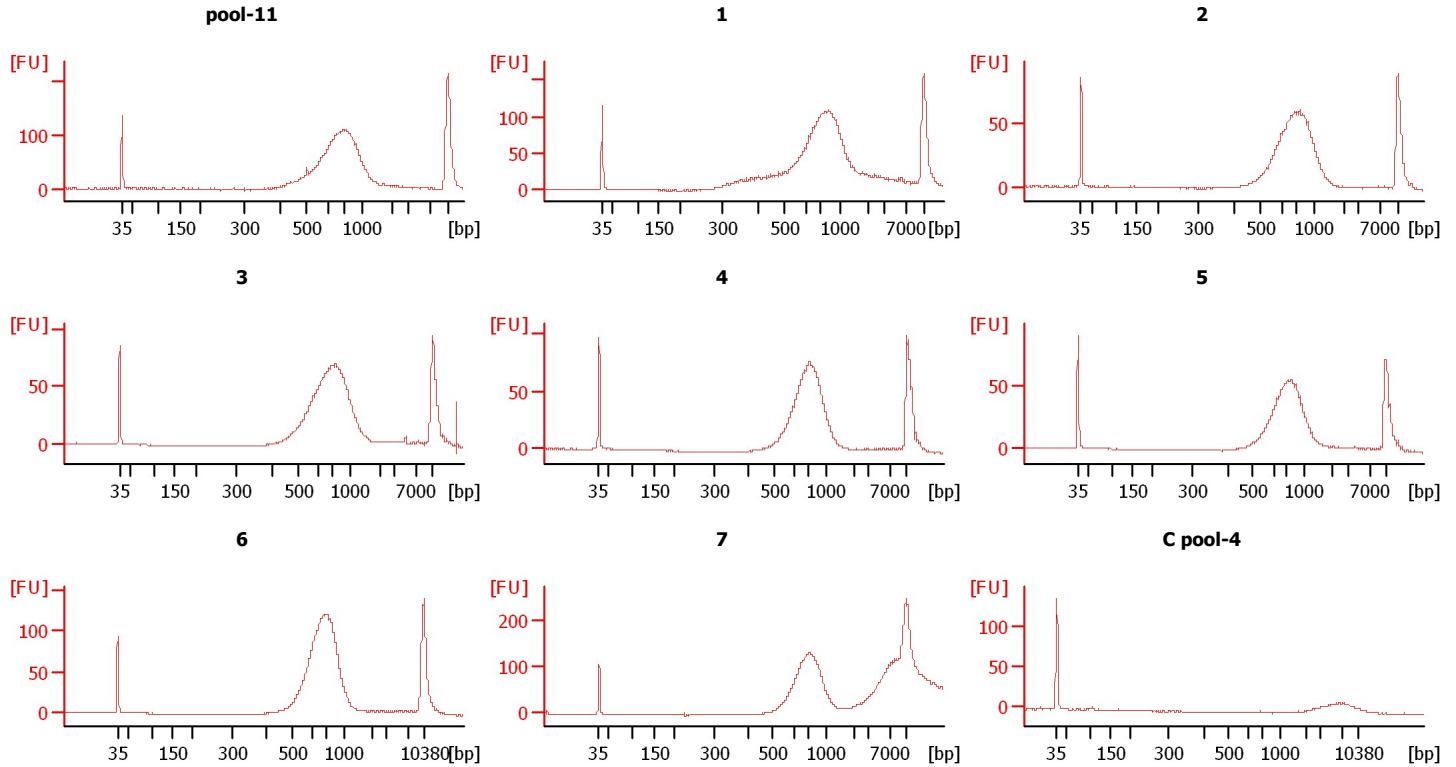 pool-11 1 2
[FU] [FU] [FU]
100 100 50
0 50 0
0
35 150 300 500 1000 [bp] 35 150 300 500 1000 7000 [bp] 35 150 300 500 1000 7000 [bp]
3 4 5
[FU] [FU] [FU]
50 50 50
0 0 0
35 150 300 500 1000 7000 [bp] 35 150 300 500 1000 7000 [bp] 35 150 300 500 1000 7000 [bp]
6 7 C pool-4
[FU] [FU] [FU]
100 200 100
50 100 50
0 0 0
35 150 300 500 1000 10380 [bp] 35 150 300 500 1000 7000 [bp] 35 150 300 500 1000 10380 [bp]